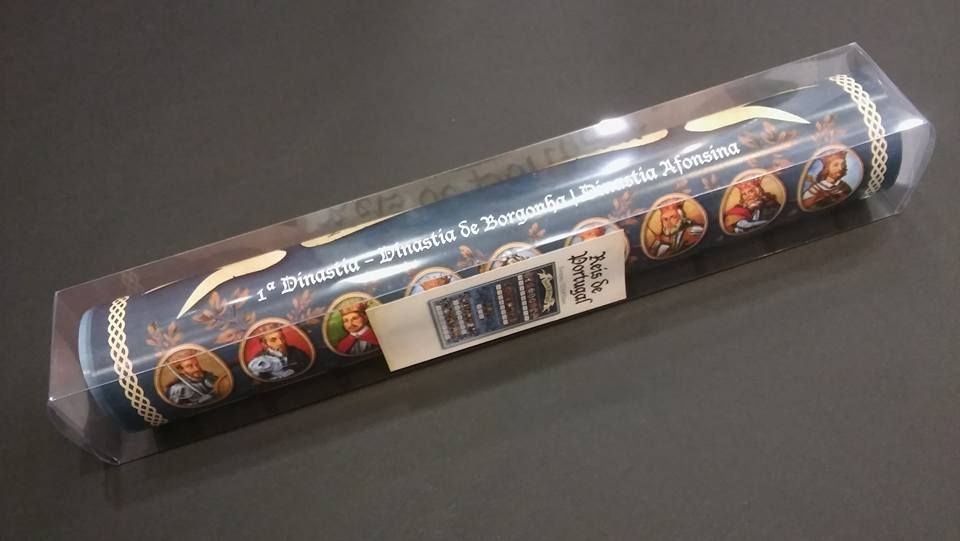 1ª Dinastia – Dinastia de Borgonha | Dinastia Afonsina
Reis de
Portugal